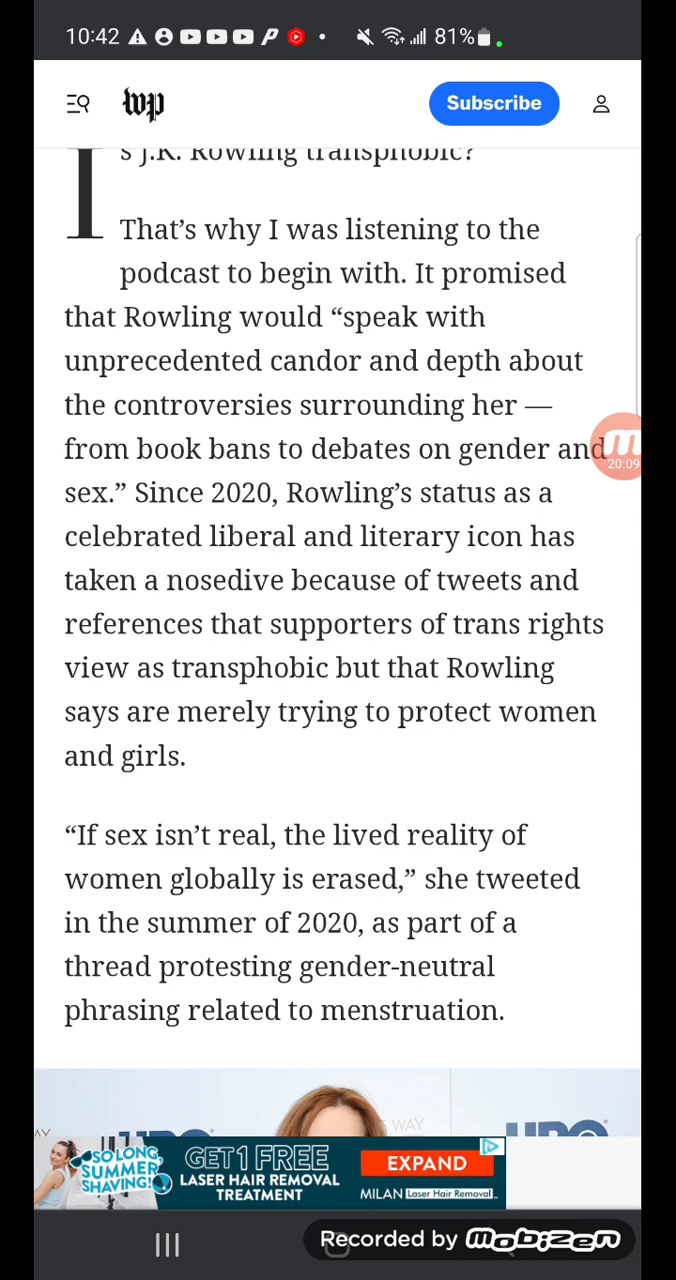 10:42 81%
wp Subscribe
Is J.K. Rowling transphobic?
That’s why I was listening to the
podcast to begin with. It promised
that Rowling would “speak with
unprecedented candor and depth about
the controversies surrounding her —
from book bans to debates on gender and
sex.” Since 2020, Rowling’s status as a
celebrated liberal and literary icon has
taken a nosedive because of tweets and
references that supporters of trans rights
view as transphobic but that Rowling
says are merely trying to protect women
and girls.
“If sex isn’t real, the lived reality of
women globally is erased,” she tweeted
in the summer of 2020, as part of a
thread protesting gender-neutral
phrasing related to menstruation.
20:09
WAY
HBO HBO
SO LONG,
SUMMER
SHAVING!
GET 1 FREE
LASER HAIR REMOVAL
TREATMENT
EXPAND
MILAN Laser Hair Removal
Recorded by mobizen